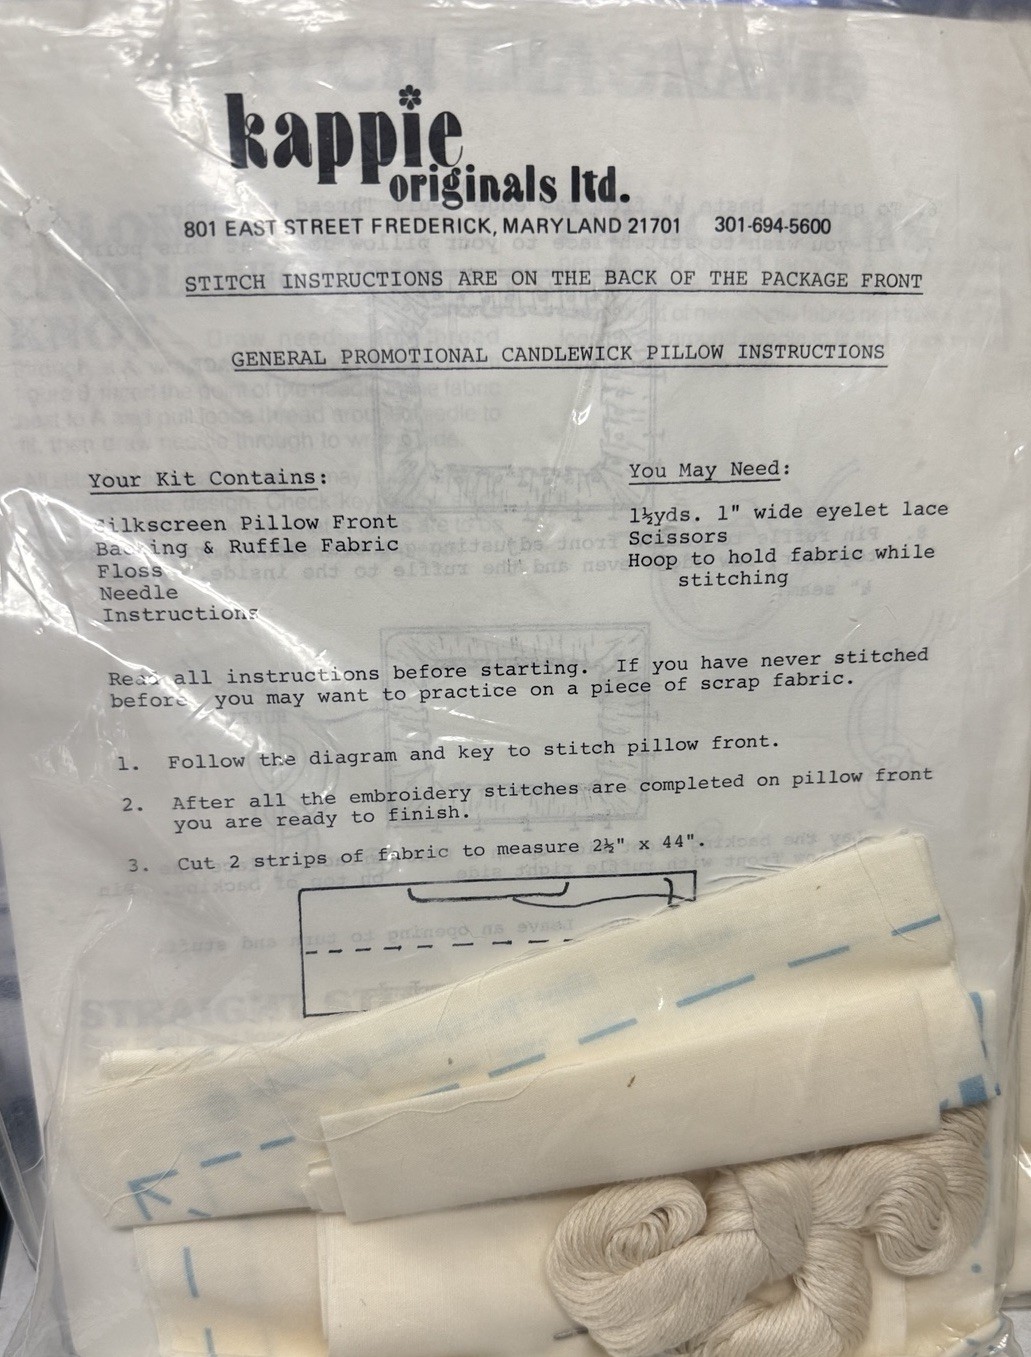 kappie
originals ltd.
801 EAST STREET FREDERICK, MARYLAND 21701 301-694-5600
STITCH INSTRUCTIONS ARE ON THE BACK OF THE PACKAGE FRONT
GENERAL PROMOTIONAL CANDLEWICK PILLOW INSTRUCTIONS
Your Kit Contains:
Silkscreen Pillow Front
Backing & Ruffle Fabric
Floss
Needle
Instructions
You May Need:
1½yds. 1" wide eyelet lace
Scissors
Hoop to hold fabric while
stitching
Read all instructions before starting. If you have never stitched
before you may want to practice on a piece of scrap fabric.
1. Follow the diagram and key to stitch pillow front.
2. After all the embroidery stitches are completed on pillow front
you are ready to finish.
3. Cut 2 strips of fabric to measure 2½" x 44".